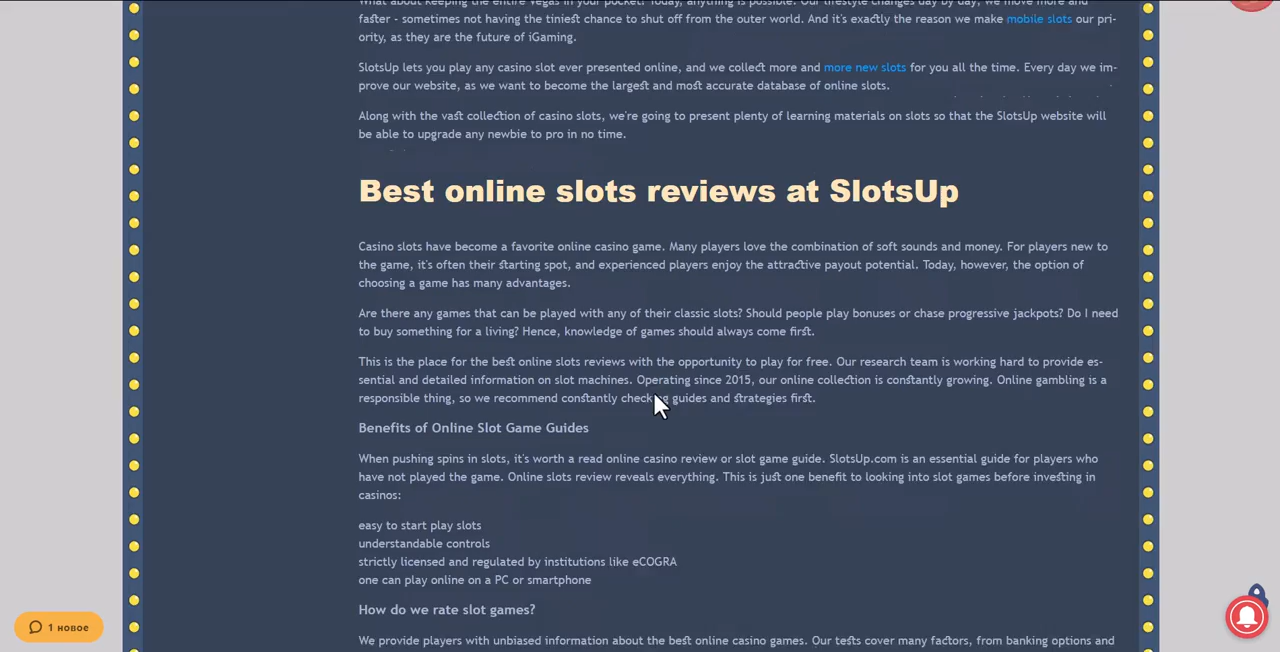 What about keeping the entire Vegas in your pocket? Today, anything is possible. Our lifestyle changes day by day, we move more and
faster - sometimes not having the tiniest chance to shut off from the outer world. And it's exactly the reason we make mobile slots our pri-
ority, as they are the future of iGaming.
SlotsUp lets you play any casino slot ever presented online, and we collect more and more new slots for you all the time. Every day we im-
prove our website, as we want to become the largest and most accurate database of online slots.
Along with the vast collection of casino slots, we're going to present plenty of learning materials on slots so that the SlotsUp website will
be able to upgrade any newbie to pro in no time.
Best online slots reviews at SlotsUp
Casino slots have become a favorite online casino game. Many players love the combination of soft sounds and money. For players new to
the game, it's often their starting spot, and experienced players enjoy the attractive payout potential. Today, however, the option of
choosing a game has many advantages.
Are there any games that can be played with any of their classic slots? Should people play bonuses or chase progressive jackpots? Do I need
to buy something for a living? Hence, knowledge of games should always come first.
This is the place for the best online slots reviews with the opportunity to play for free. Our research team is working hard to provide es-
sential and detailed information on slot machines. Operating since 2015, our online collection is constantly growing. Online gambling is a
responsible thing, so we recommend constantly checking guides and strategies first.
Benefits of Online Slot Game Guides
When pushing spins in slots, it's worth a read online casino review or slot game guide. SlotsUp.com is an essential guide for players who
have not played the game. Online slots review reveals everything. This is just one benefit to looking into slot games before investing in
casinos:
easy to start play slots
understandable controls
strictly licensed and regulated by institutions like eCOGRA
one can play online on a PC or smartphone
How do we rate slot games?
We provide players with unbiased information about the best online casino games. Our tests cover many factors, from banking options and
1 новое